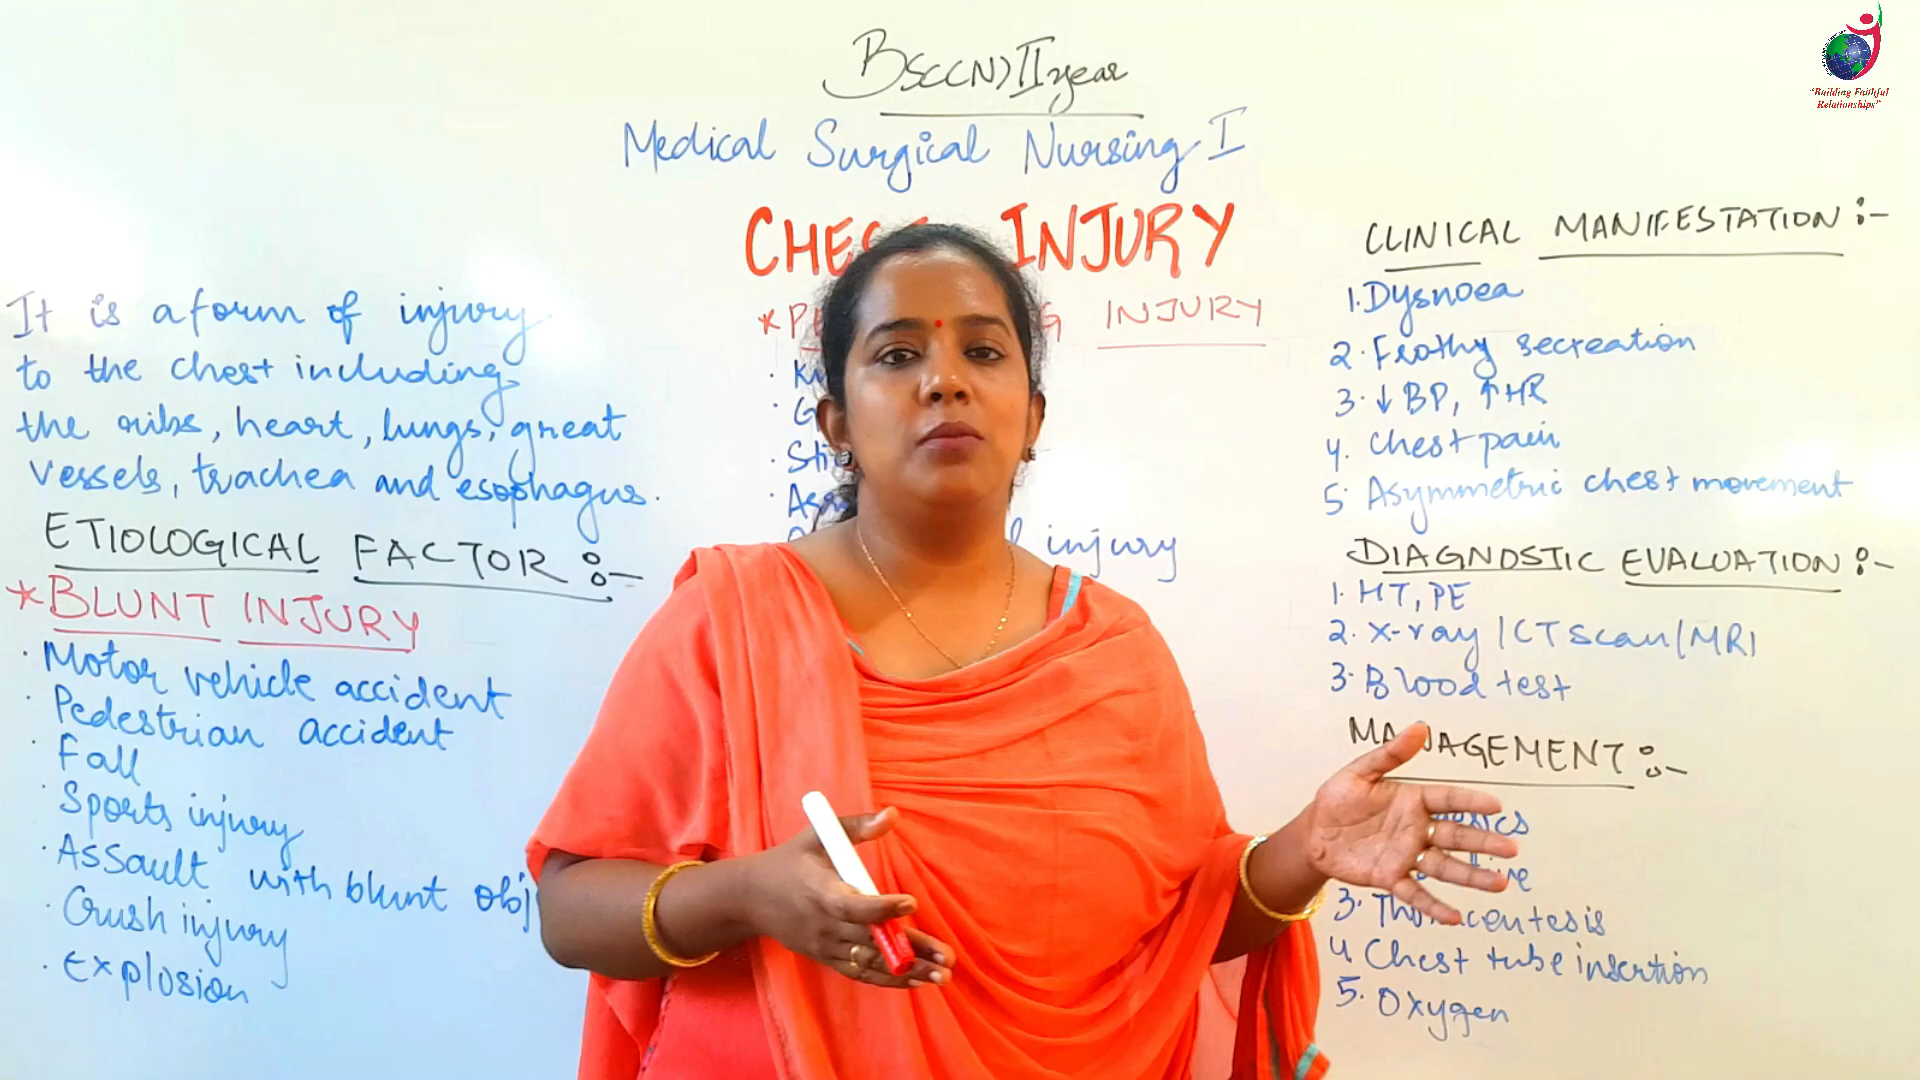 BSC(N) II year
Medical Surgical Nursing I
CHEST INJURY
It is a form of injury
to the chest including
the ribs, heart, lungs, great
vessels, trachea and esophagus.
ETIOLOGICAL FACTOR :-
*BLUNT INJURY
· Motor vehicle accident
· Pedestrian accident
· Fall
· Sports injury
· Assault with blunt obj
· Crush injury
· Explosion
* INJURY
injury
CLINICAL MANIFESTATION :-
1. Dysnoea
2. Frothy secreation
3. ↓ BP, ↑ HR
4. Chest pain
5. Asymmetric chest movement
DIAGNOSTIC EVALUATION :-
1. HT, PE
2. X-ray / CT scan / MRI
3. Blood test
MANAGEMENT :-
3. Thoracentesis
4. Chest tube insertion
5. Oxygen
"Building Faithful
Relationships"